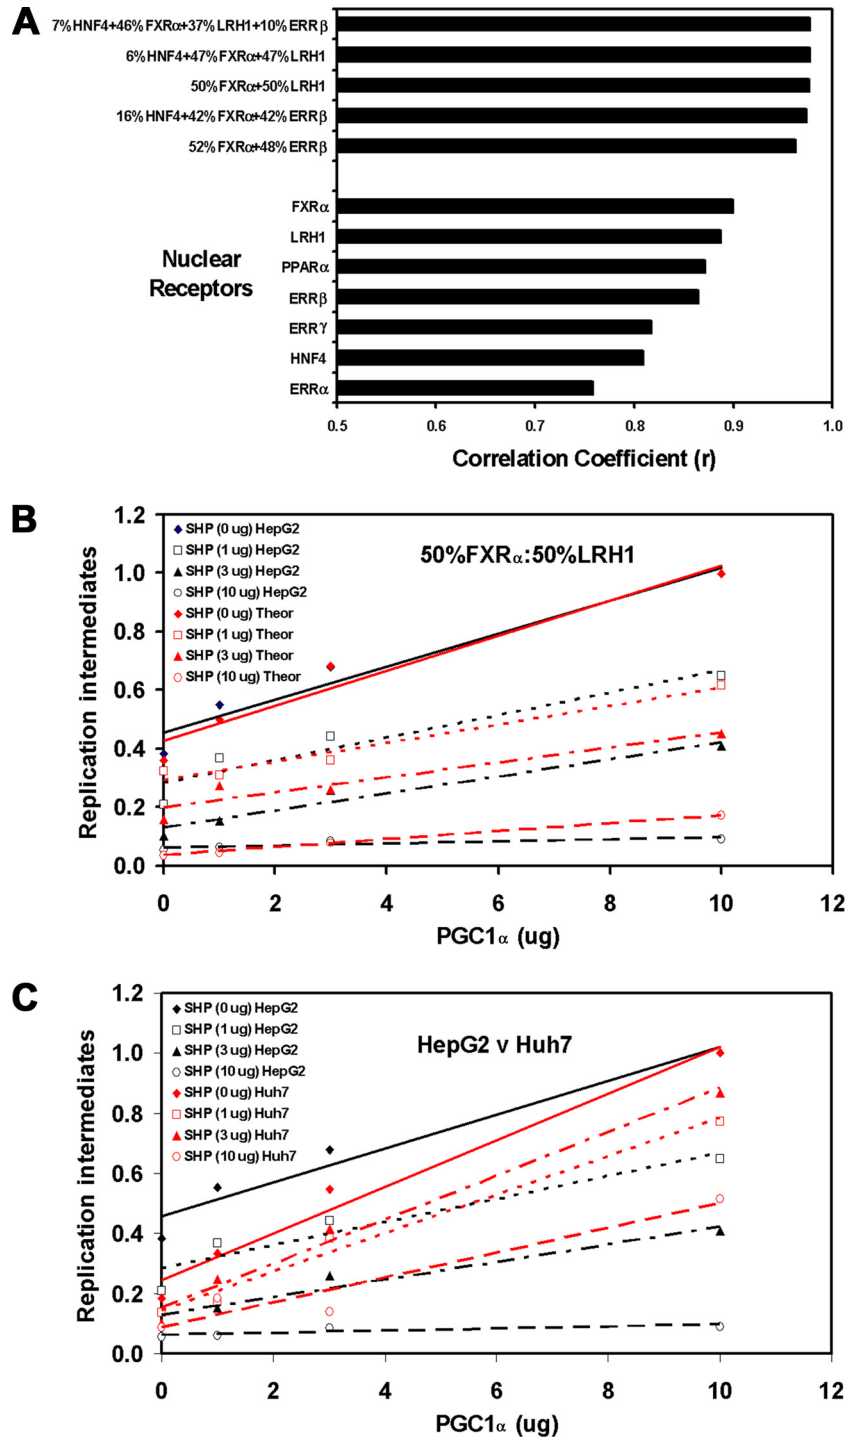 A
7%HNF4+46%FXRα+37%LRH1+10%ERRβ
6%HNF4+47%FXRα+47%LRH1
50%FXRα+50%LRH1
16%HNF4+42%FXRα+42%ERRβ
52%FXRα+48%ERRβ
FXRα
LRH1
PPARα
ERRβ
ERRγ
HNF4
ERRα
Nuclear
Receptors
0.5 0.6 0.7 0.8 0.9 1.0
Correlation Coefficient (r)
B
50%FXRα:50%LRH1
SHP (0 ug) HepG2
SHP (1 ug) HepG2
SHP (3 ug) HepG2
SHP (10 ug) HepG2
SHP (0 ug) Theor
SHP (1 ug) Theor
SHP (3 ug) Theor
SHP (10 ug) Theor
Replication intermediates
1.2
1.0
0.8
0.6
0.4
0.2
0.0
0 2 4 6 8 10 12
PGC1α (ug)
C
HepG2 v Huh7
SHP (0 ug) HepG2
SHP (1 ug) HepG2
SHP (3 ug) HepG2
SHP (10 ug) HepG2
SHP (0 ug) Huh7
SHP (1 ug) Huh7
SHP (3 ug) Huh7
SHP (10 ug) Huh7
Replication intermediates
1.2
1.0
0.8
0.6
0.4
0.2
0.0
0 2 4 6 8 10 12
PGC1α (ug)